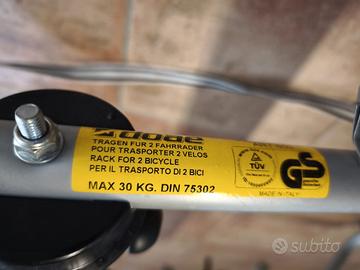 TRAGEN FUR 2 FAHRRADER
POUR TRASPORTER 2 VELOS
RACK FOR 2 BICYCLE
PER IL TRASPORTO DI 2 BICI
MAX 30 KG. DIN 75302
TÜV
GS
MADE IN ITALY
subito